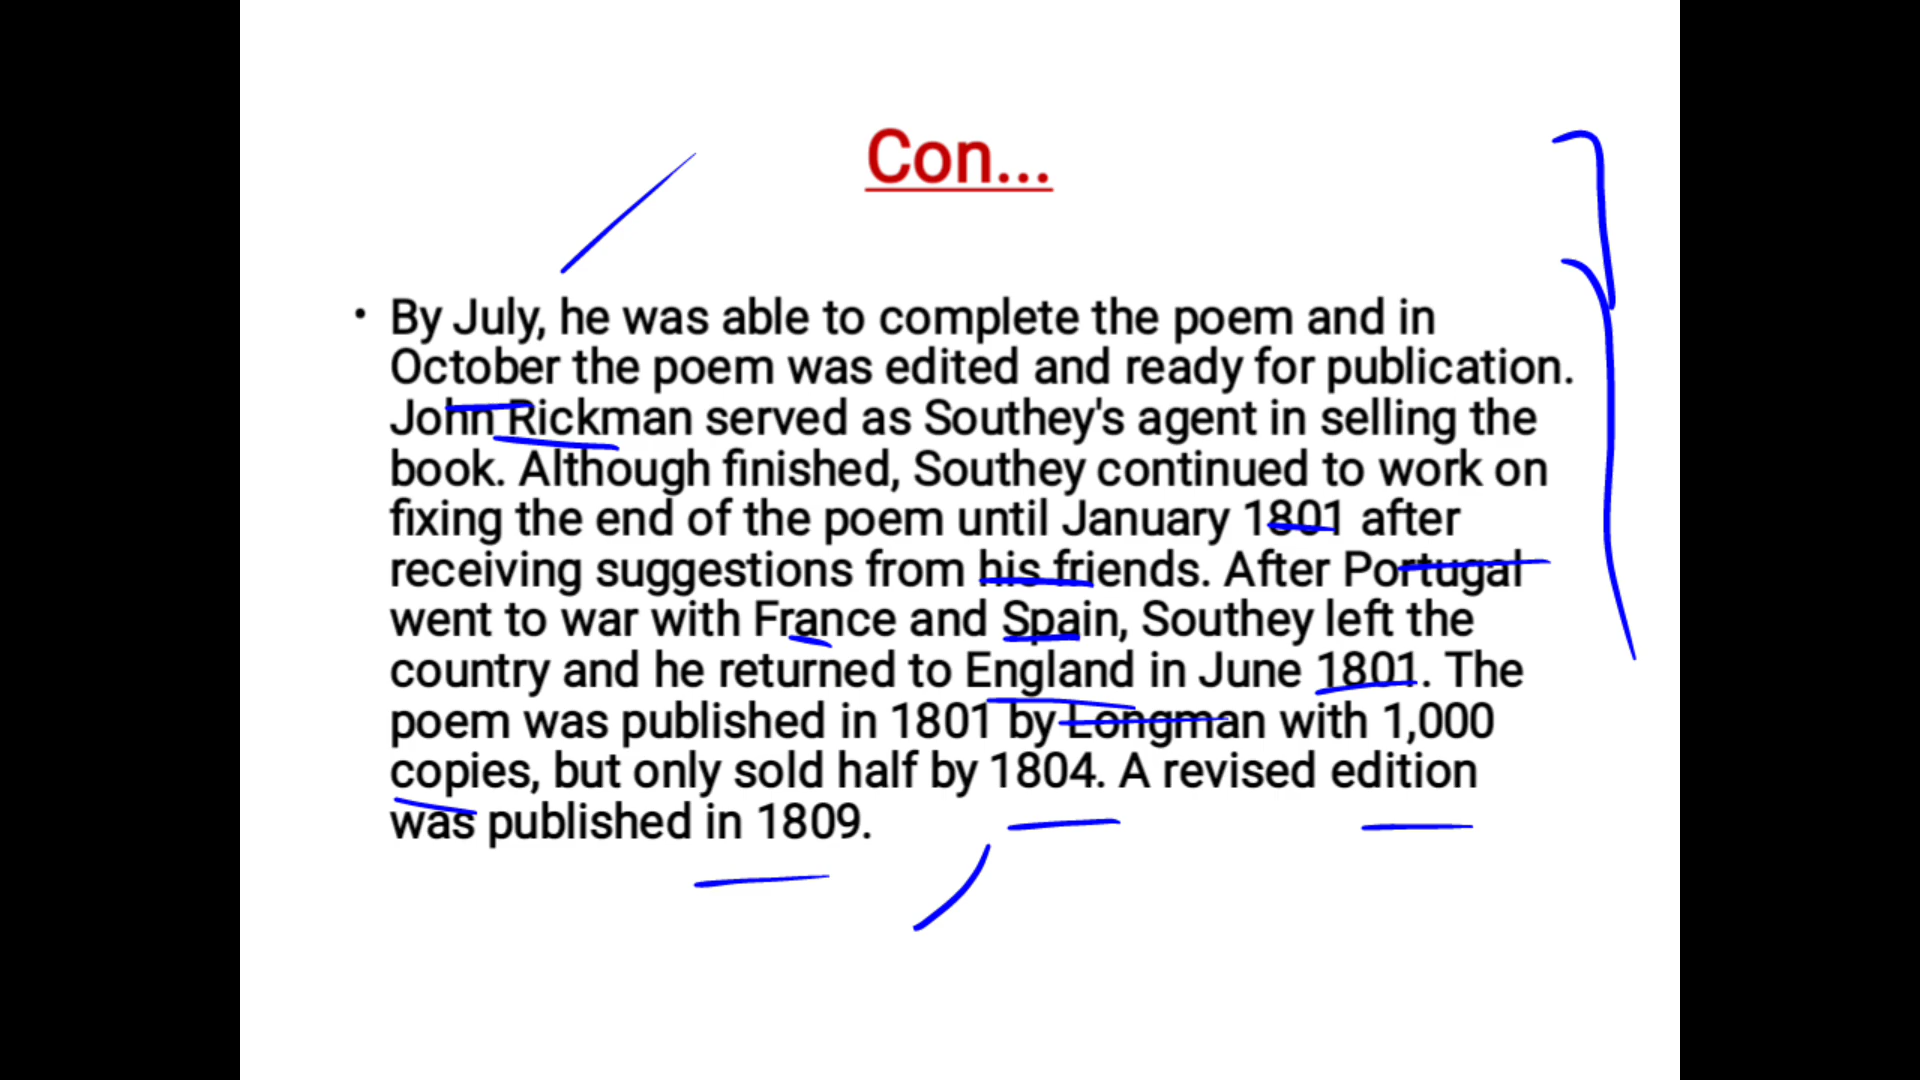 Con...
• By July, he was able to complete the poem and in
October the poem was edited and ready for publication.
John Rickman served as Southey's agent in selling the
book. Although finished, Southey continued to work on
fixing the end of the poem until January 1801 after
receiving suggestions from his friends. After Portugal
went to war with France and Spain, Southey left the
country and he returned to England in June 1801. The
poem was published in 1801 by Longman with 1,000
copies, but only sold half by 1804. A revised edition
was published in 1809.